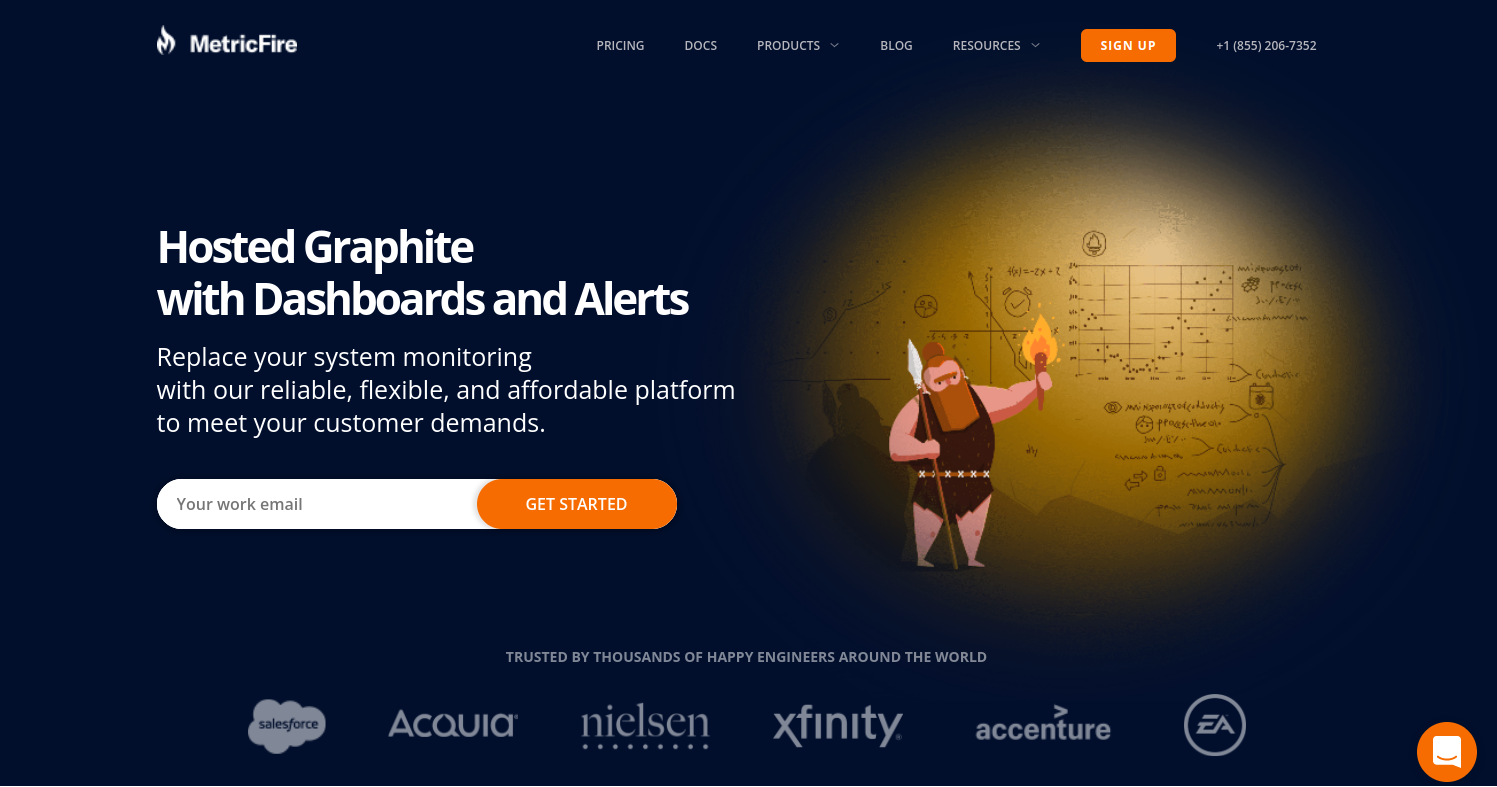 MetricFire
PRICING
DOCS
PRODUCTS
BLOG
RESOURCES
SIGN UP
+1 (855) 206-7352
Hosted Graphite
with Dashboards and Alerts
Replace your system monitoring
with our reliable, flexible, and affordable platform
to meet your customer demands.
Your work email
GET STARTED
f(x)=-2x+2
TRUSTED BY THOUSANDS OF HAPPY ENGINEERS AROUND THE WORLD
salesforce
ACQUIA
nielsen
xfinity
accenture
EA